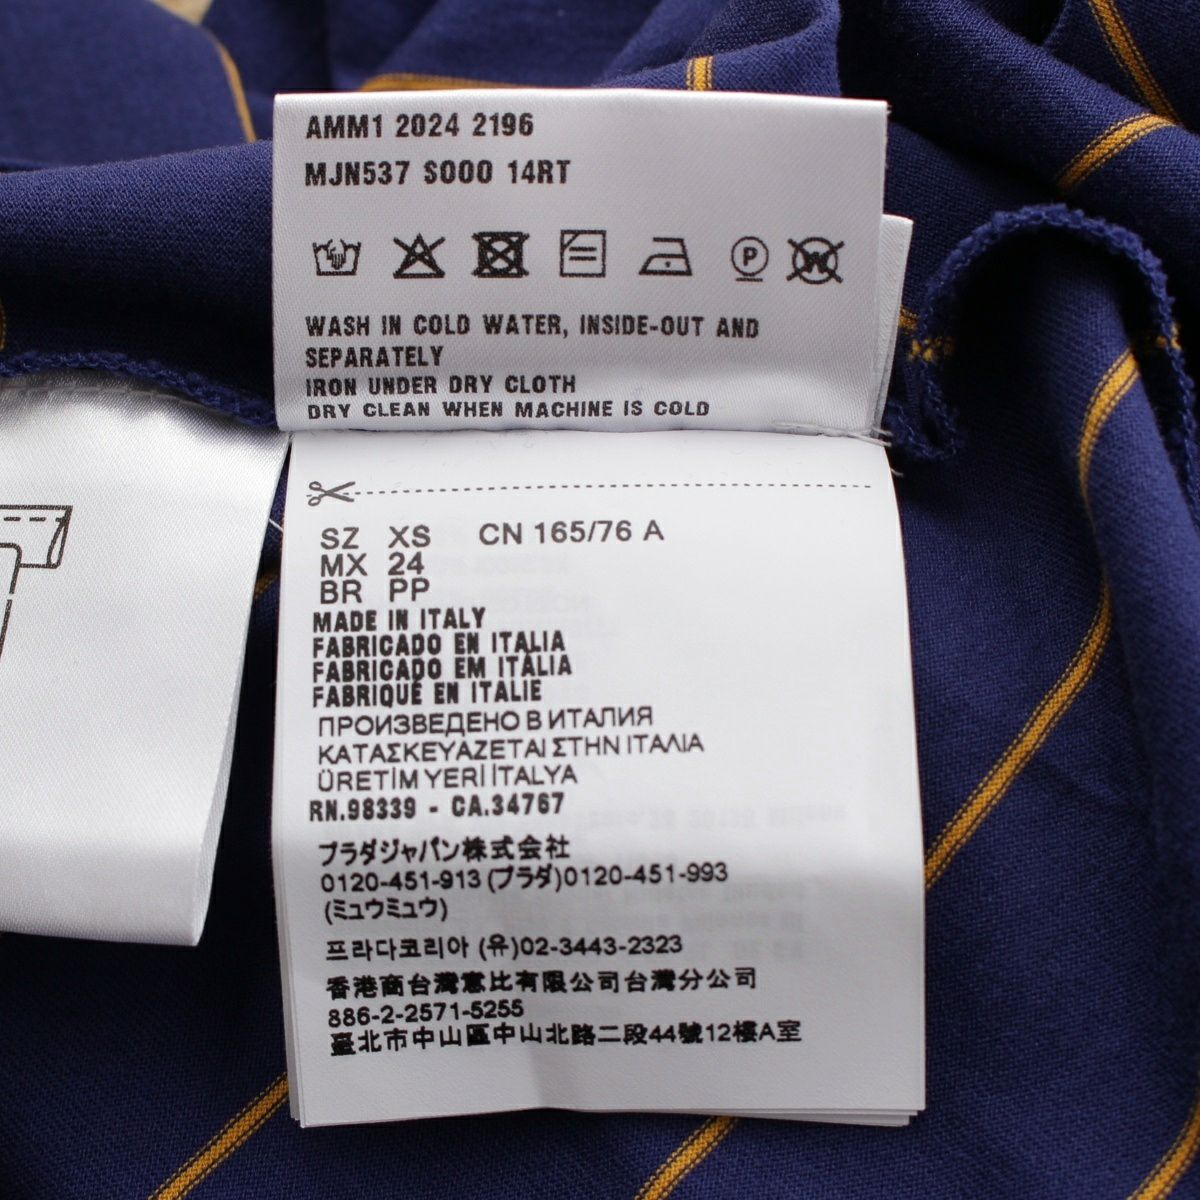 AMM1 2024 2196
MJN537 S000 14RT
P
W
WASH IN COLD WATER, INSIDE-OUT AND
SEPARATELY
IRON UNDER DRY CLOTH
DRY CLEAN WHEN MACHINE IS COLD
SZ XS CN 165/76 A
MX 24
BR PP
MADE IN ITALY
FABRICADO EN ITALIA
FABRICADO EM ITÁLIA
FABRIQUÉ EN ITALIE
ПРОИЗВЕДЕНО В ИТАЛИЯ
ΚΑΤΑΣΚΕΥΑΖΕΤΑΙ ΣΤΗΝ ΙΤΑΛΙΑ
ÜRETİM YERİ İTALYA
RN.98339 - CA.34767
プラダジャパン株式会社
0120-451-913 (プラダ)0120-451-993
(ミュウミュウ)
프라다코리아 (유)02-3443-2323
香港商台灣意比有限公司台灣分公司
886-2-2571-5255
臺北市中山區中山北路二段44號12樓A室